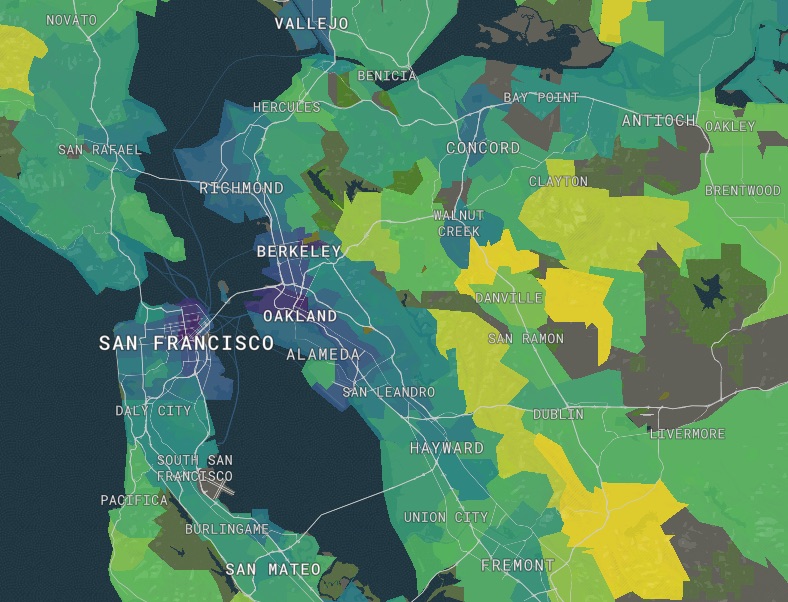 NOVATO
VALLEJO
BENICIA
HERCULES
BAY POINT
ANTIOCH
OAKLEY
SAN RAFAEL
CONCORD
RICHMOND
CLAYTON
BRENTWOOD
WALNUT
CREEK
BERKELEY
DANVILLE
OAKLAND
SAN FRANCISCO
SAN RAMON
ALAMEDA
SAN LEANDRO
DALY CITY
DUBLIN
LIVERMORE
HAYWARD
SOUTH SAN
FRANCISCO
PACIFICA
UNION CITY
BURLINGAME
SAN MATEO
FREMONT